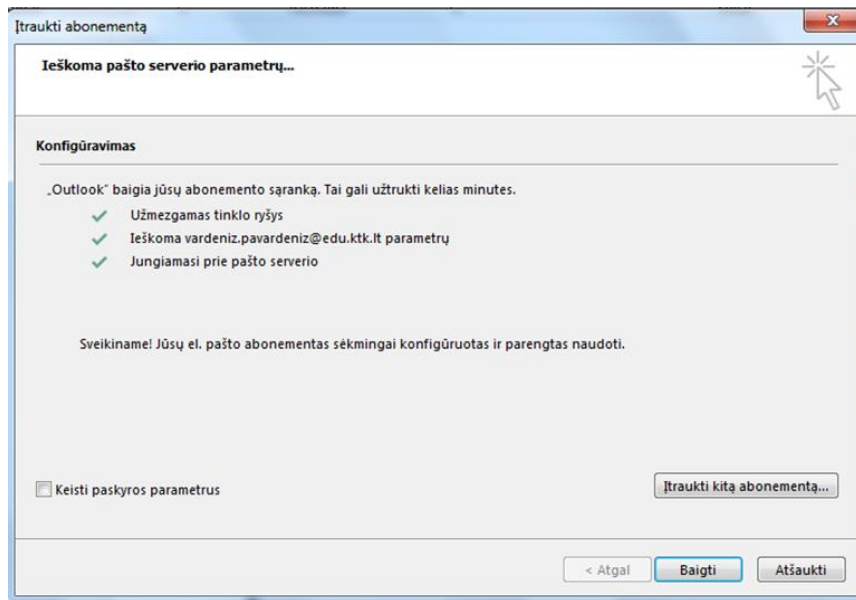 Įtraukti abonementą
Ieškoma pašto serverio parametrų...
Konfigūravimas
„Outlook“ baigia jūsų abonemento sąranką. Tai gali užtrukti kelias minutes.
Užmezgamas tinklo ryšys
Ieškoma vardeniz.pavardeniz@edu.ktk.lt parametrų
Jungiamasi prie pašto serverio
Sveikiname! Jūsų el. pašto abonementas sėkmingai konfigūruotas ir parengtas naudoti.
Keisti paskyros parametrus
Įtraukti kitą abonementą...
< Atgal
Baigti
Atšaukti